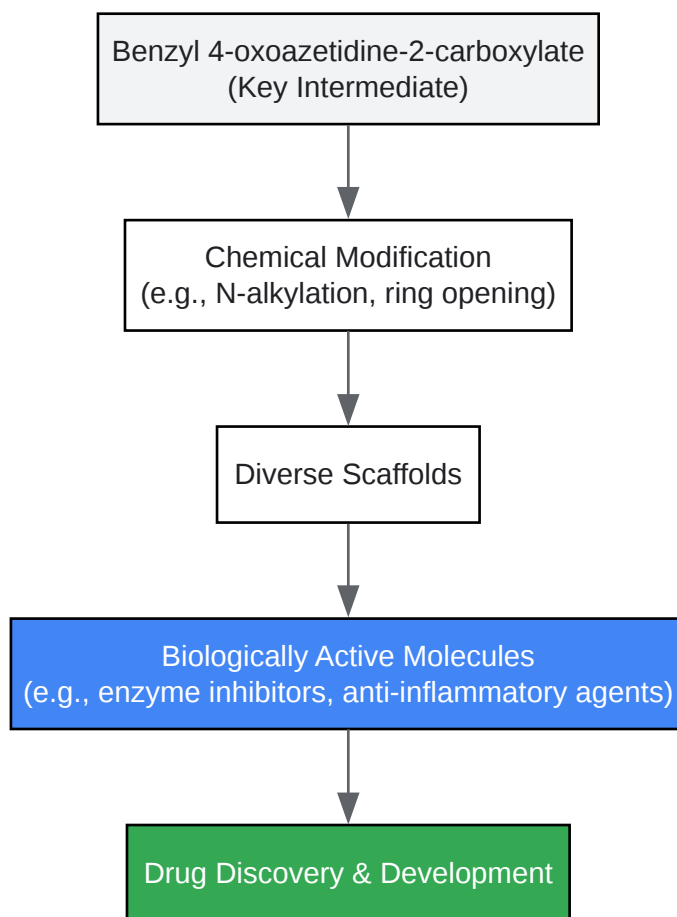 Benzyl 4-oxoazetidine-2-carboxylate
(Key Intermediate)
Chemical Modification
(e.g., N-alkylation, ring opening)
Diverse Scaffolds
Biologically Active Molecules
(e.g., enzyme inhibitors, anti-inflammatory agents)
Drug Discovery & Development